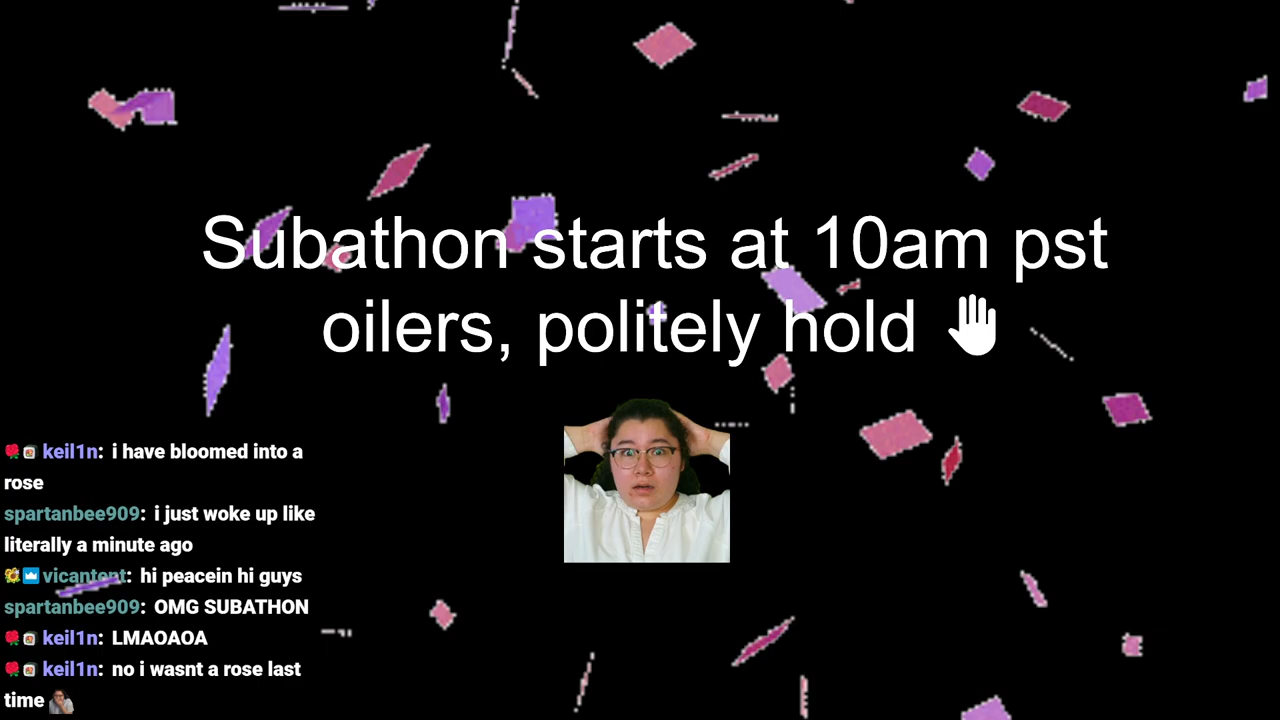 Subathon starts at 10am pst
oilers, politely hold 🤚
keil1n: i have bloomed into a
rose
spartanbee909: i just woke up like
literally a minute ago
vicantent: hi peacein hi guys
spartanbee909: OMG SUBATHON
keil1n: LMAOAOA
keil1n: no i wasnt a rose last
time